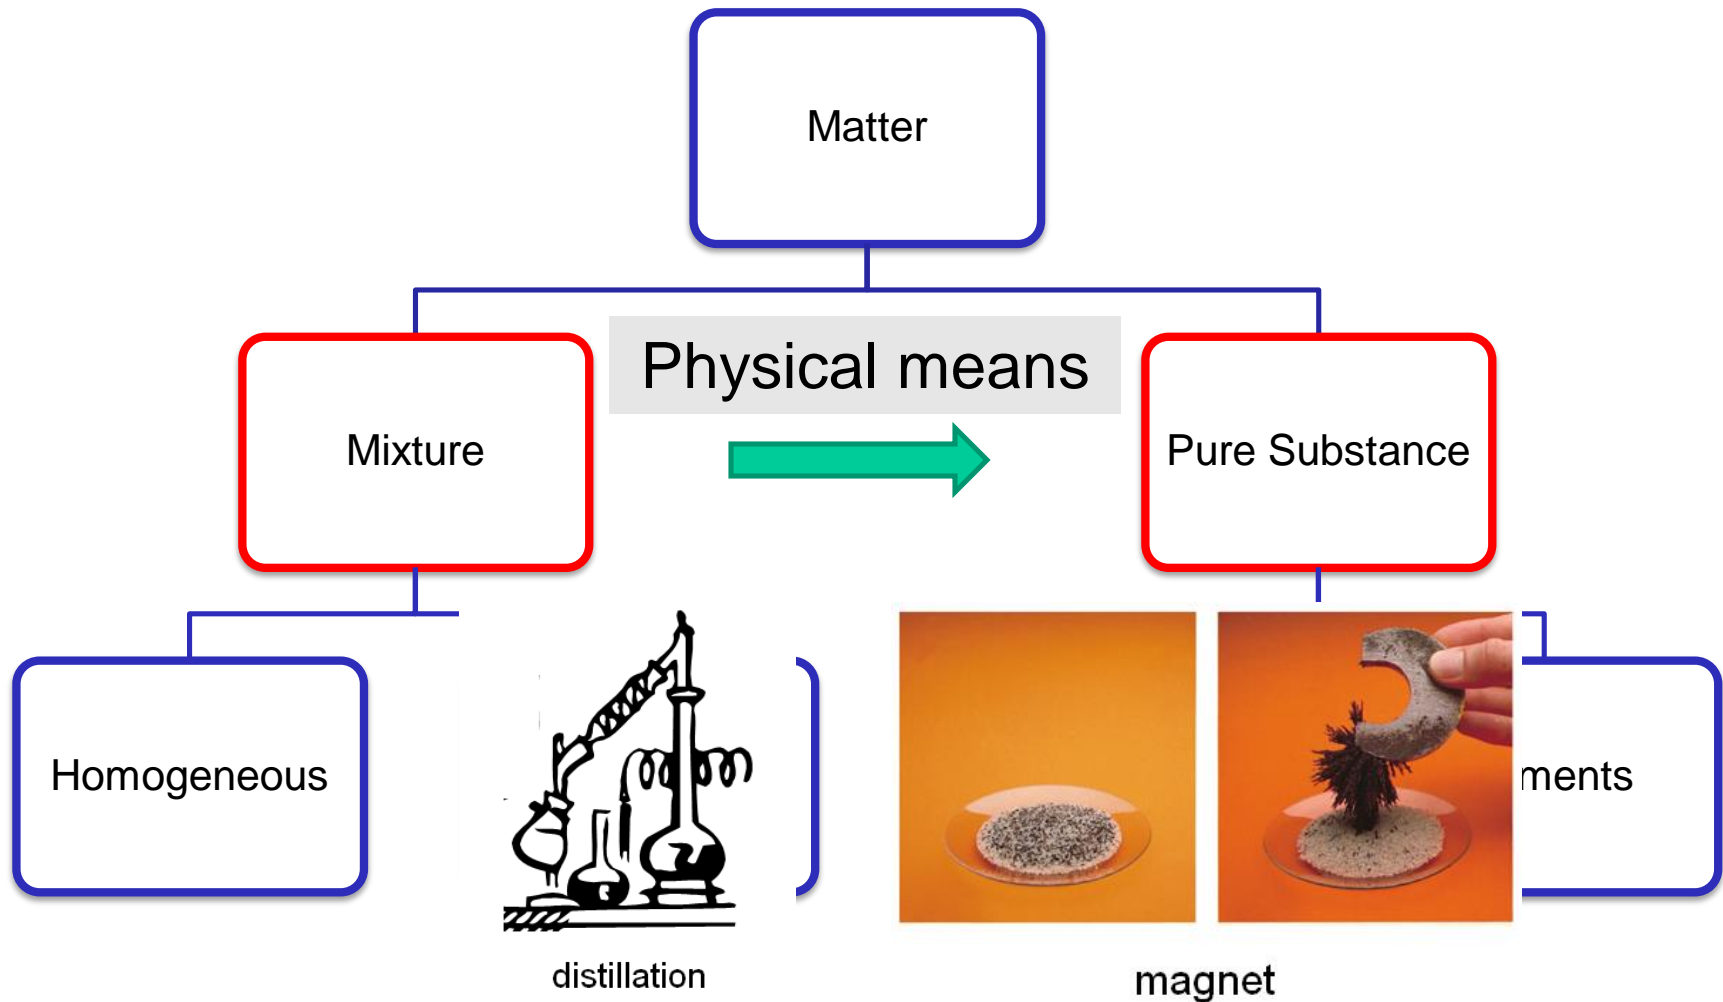 Matter
Physical means
Mixture
Pure Substance
Homogeneous
ments
distillation
magnet